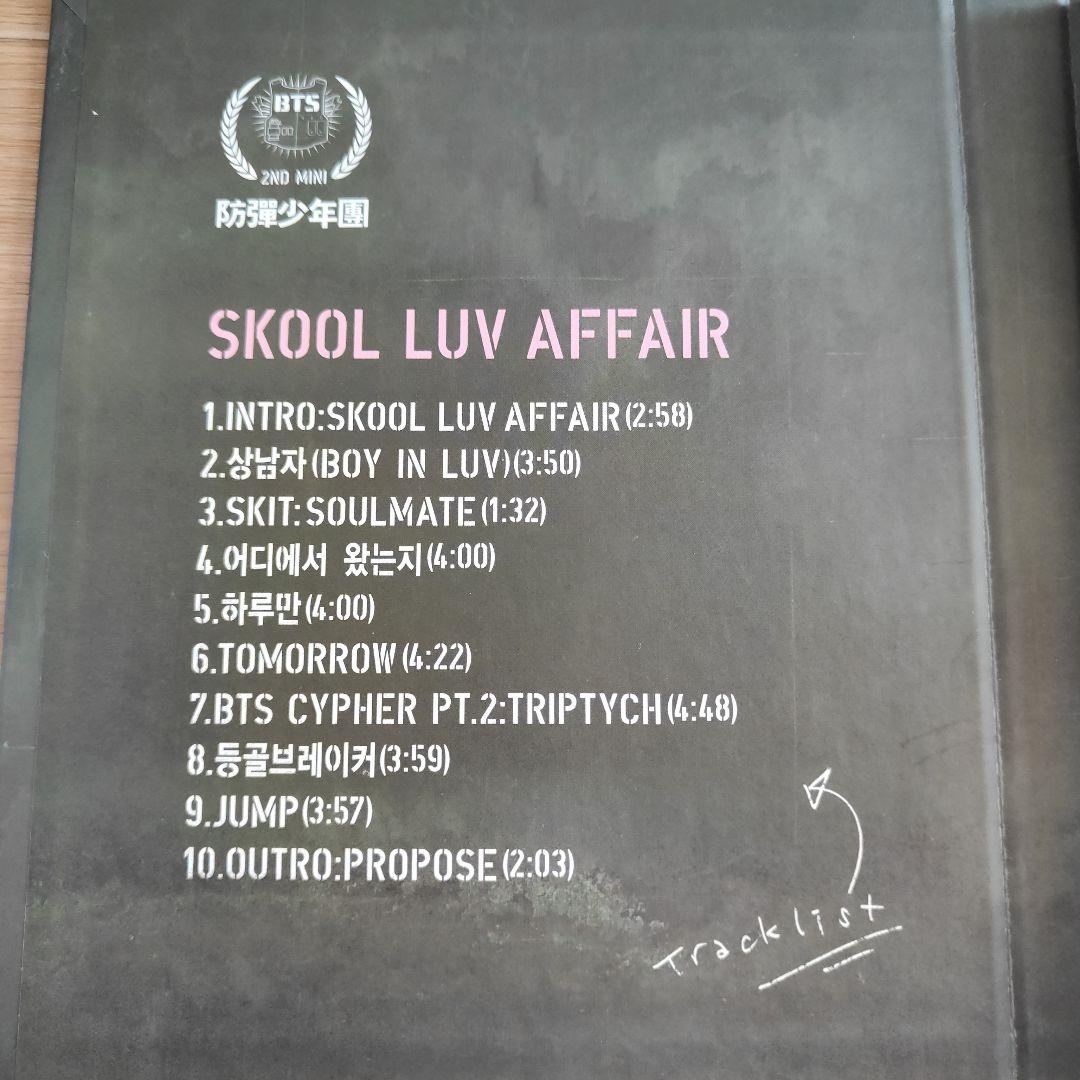 BTS
2ND MINI
防彈少年團
SKOOL LUV AFFAIR
1.INTRO:SKOOL LUV AFFAIR(2:58)
2.상남자(BOY IN LUV)(3:50)
3.SKIT:SOULMATE(1:32)
4.어디에서 왔는지(4:00)
5.하루만(4:00)
6.TOMORROW(4:22)
7.BTS CYPHER PT.2:TRIPTYCH(4:48)
8.등골브레이커(3:59)
9.JUMP(3:57)
10.OUTRO:PROPOSE(2:03)
Tracklist